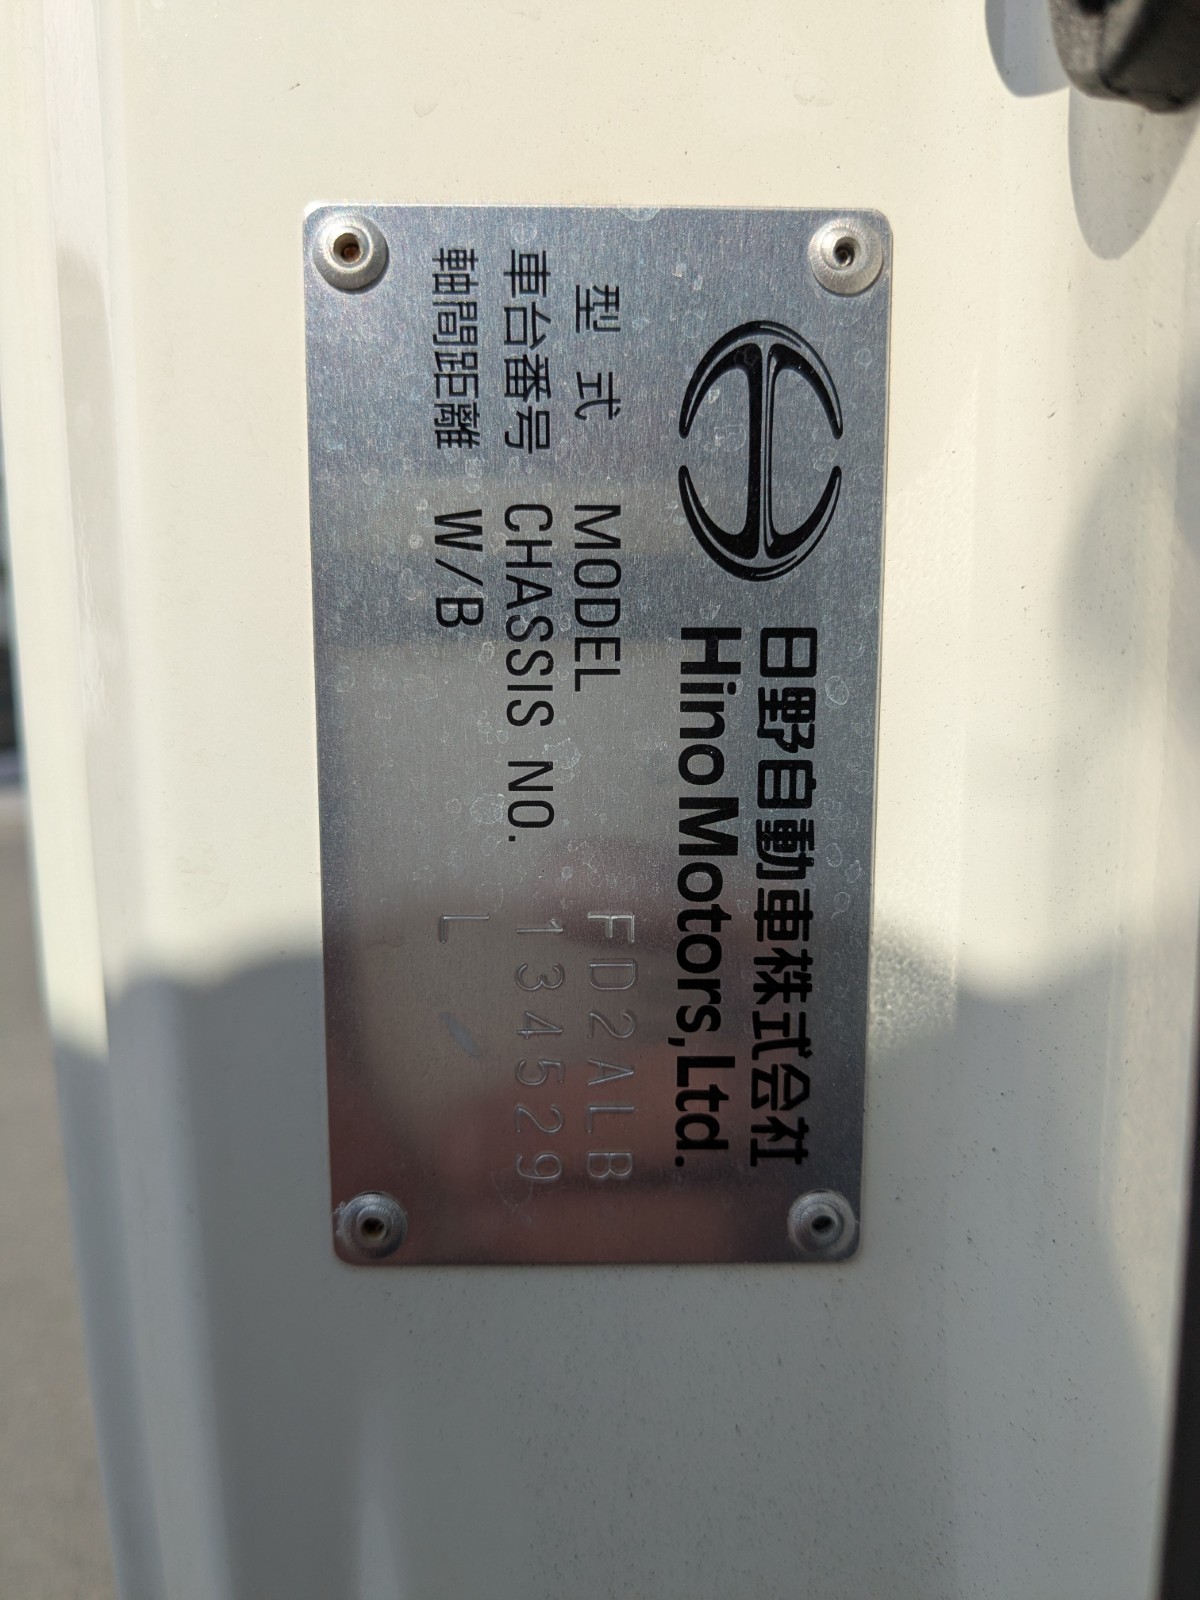 日野自動車株式会社
Hino Motors, Ltd.
型式 MODEL FD2ALB
車台番号 CHASSIS NO. 134529
軸間距離 W/B L